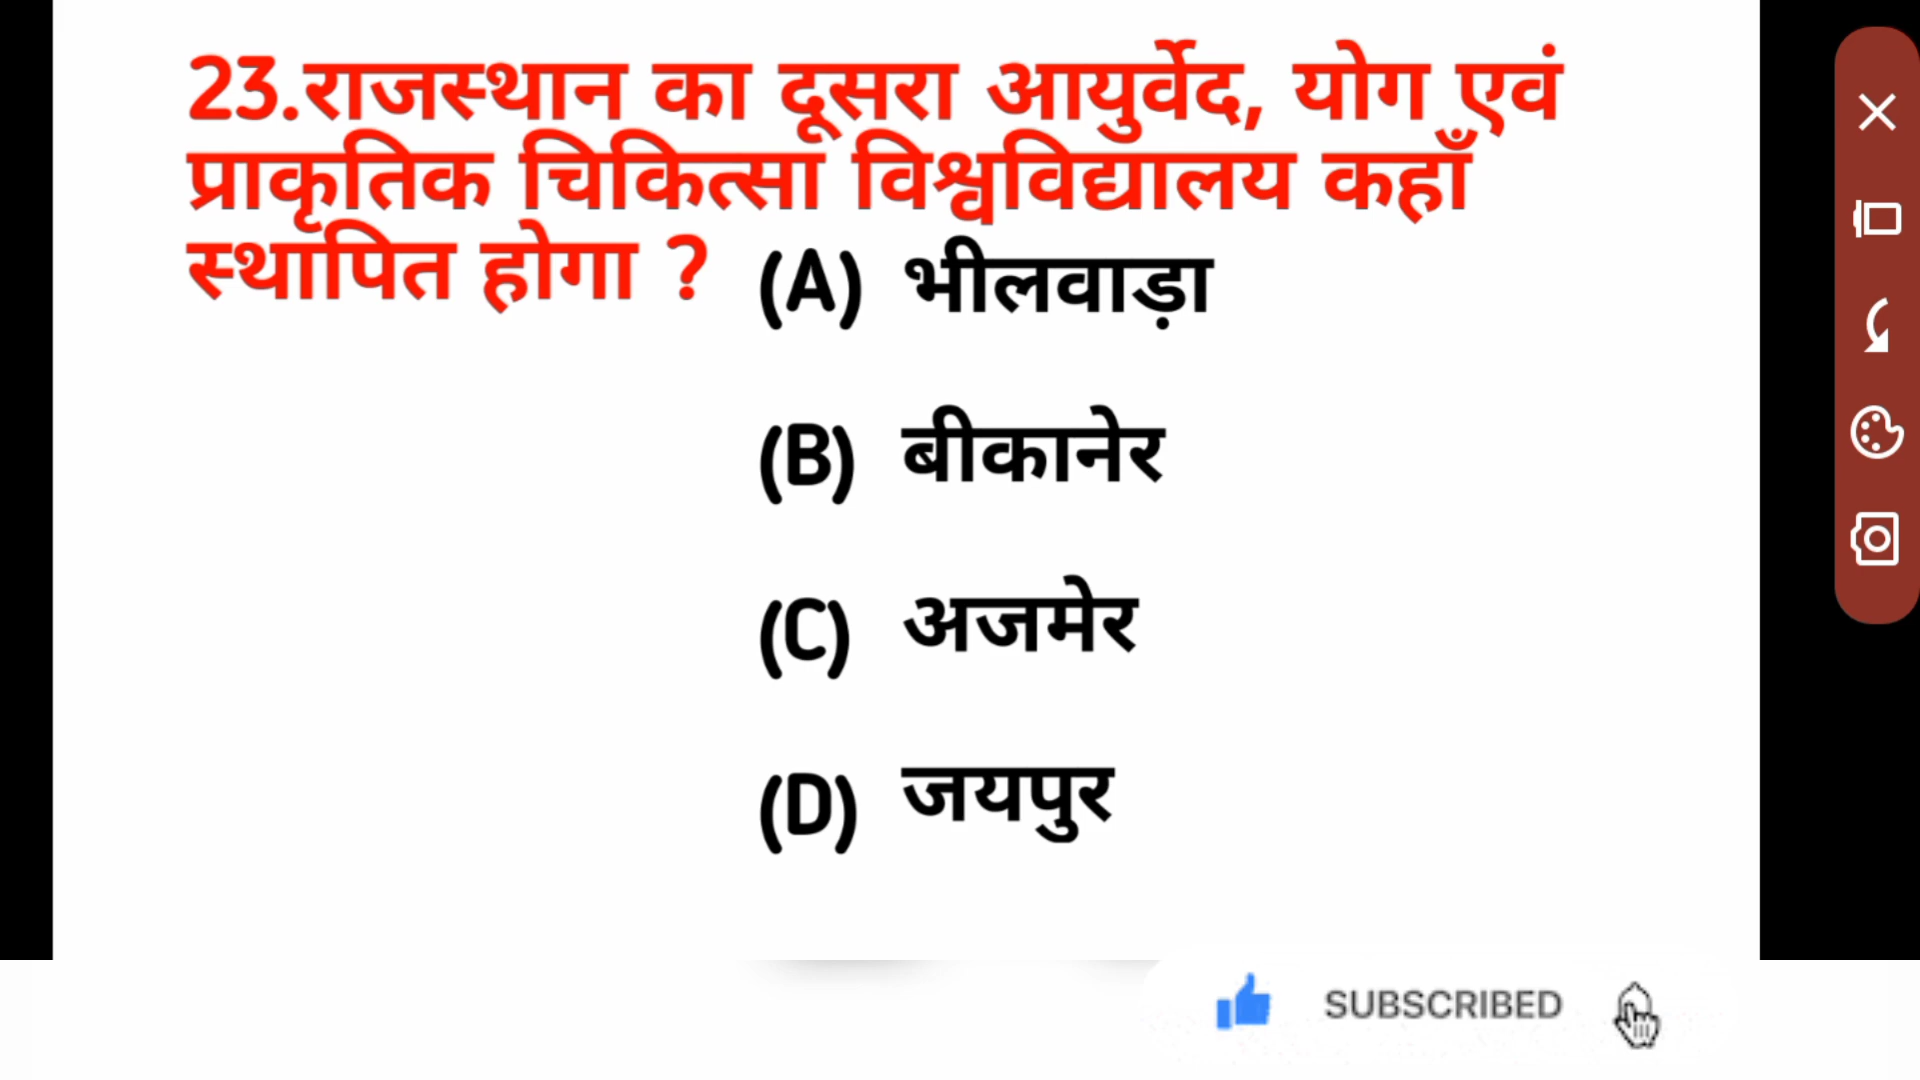 23.राजस्थान का दूसरा आयुर्वेद, योग एवं
प्राकृतिक चिकित्सा विश्वविद्यालय कहाँ
स्थापित होगा ?
(A) भीलवाड़ा
(B) बीकानेर
(C) अजमेर
(D) जयपुर
SUBSCRIBED